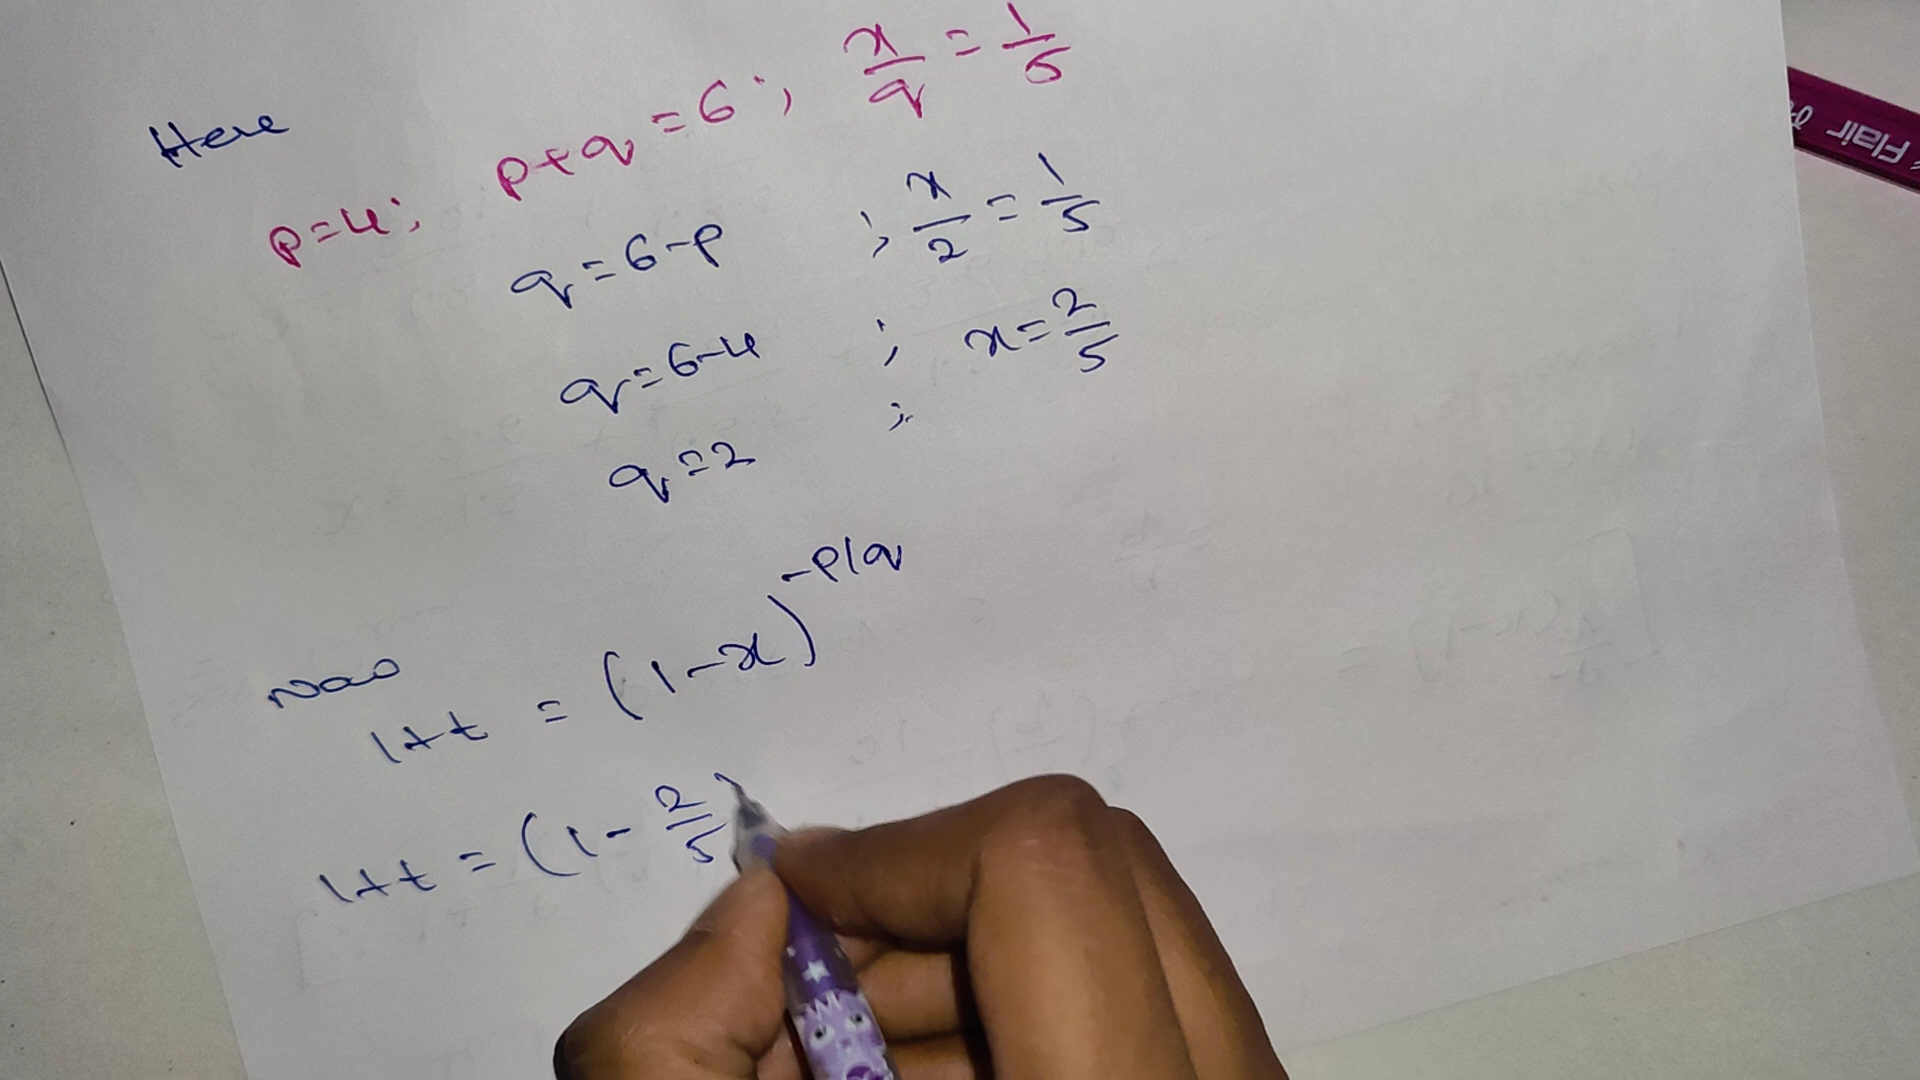 Here
p=4; p+q=6; x/q = 1/5
q=6-p ; x/2 = 1/5
q=6-4 ; x=2/5
q=2 ;
Now
1+t = (1-x)^-p/q
1+t = (1-2/5)
Flair